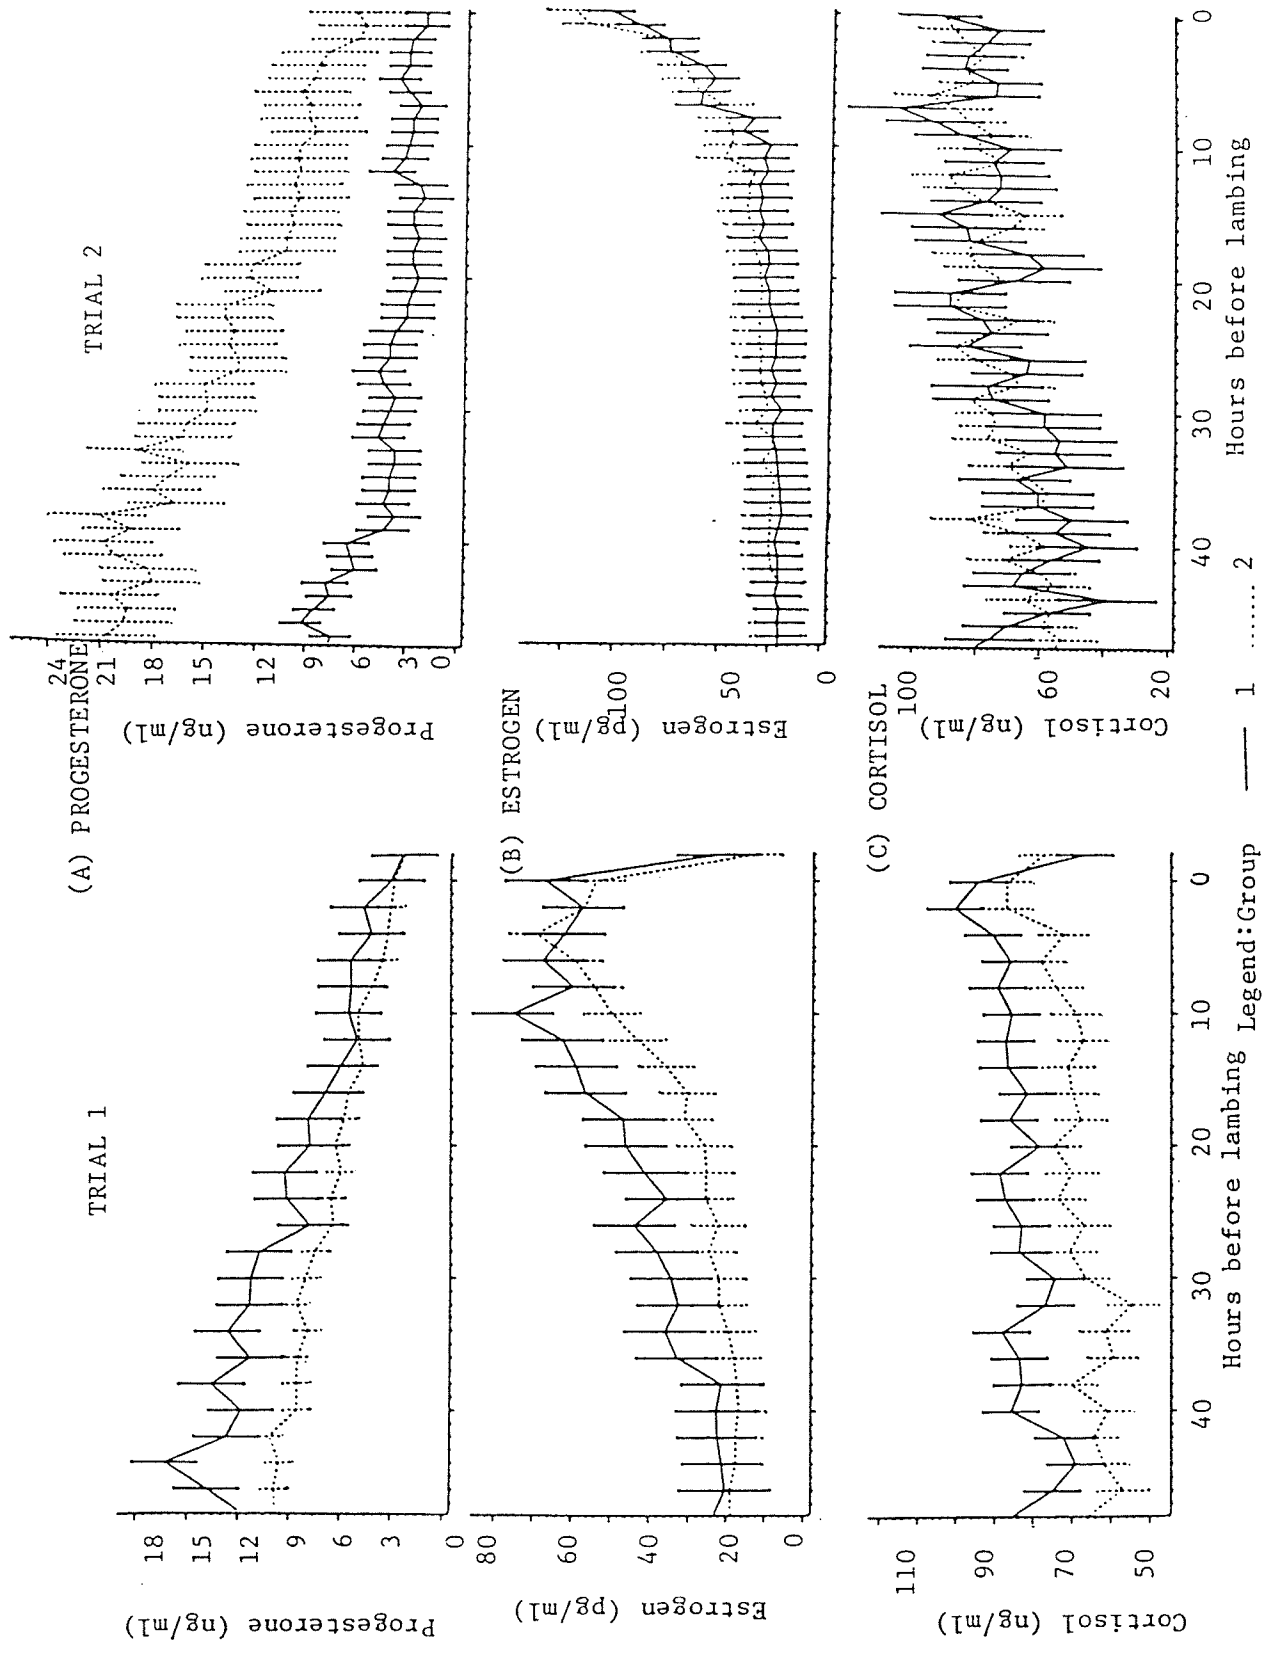 TRIAL 1
TRIAL 2
(A) PROGESTERONE
Progesterone (ng/ml)
18
15
12
9
6
3
0
Progesterone (ng/ml)
24
21
18
15
12
9
6
3
0
(B) ESTROGEN
Estrogen (pg/ml)
80
60
40
20
0
Estrogen (pg/ml)
100
50
0
(C) CORTISOL
Cortisol (ng/ml)
110
90
70
50
Cortisol (ng/ml)
100
60
20
40 30 20 10 0
40 30 20 10 0
Hours before lambing
Hours before lambing
Legend:Group —— 1 ....... 2